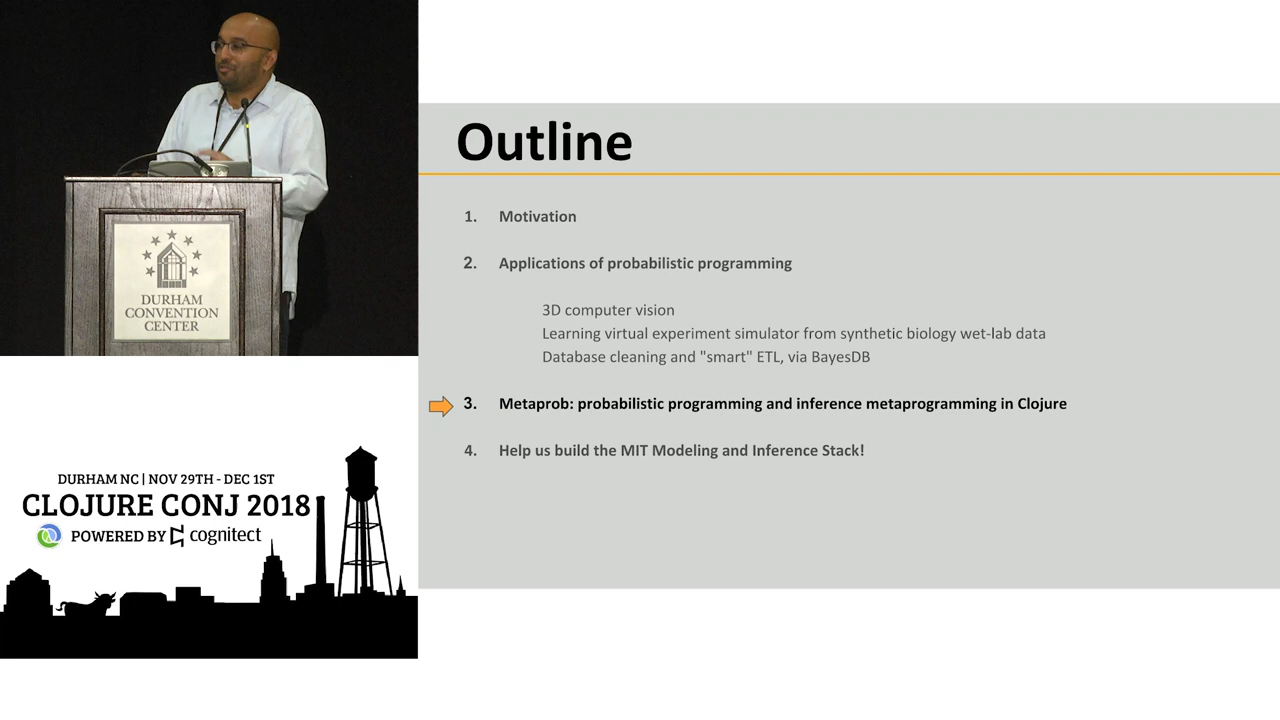 DURHAM
CONVENTION
CENTER
DURHAM NC | NOV 29TH - DEC 1ST
CLOJURE CONJ 2018
POWERED BY cognitect
Outline
1. Motivation
2. Applications of probabilistic programming
3D computer vision
Learning virtual experiment simulator from synthetic biology wet-lab data
Database cleaning and "smart" ETL, via BayesDB
3. Metaprob: probabilistic programming and inference metaprogramming in Clojure
4. Help us build the MIT Modeling and Inference Stack!